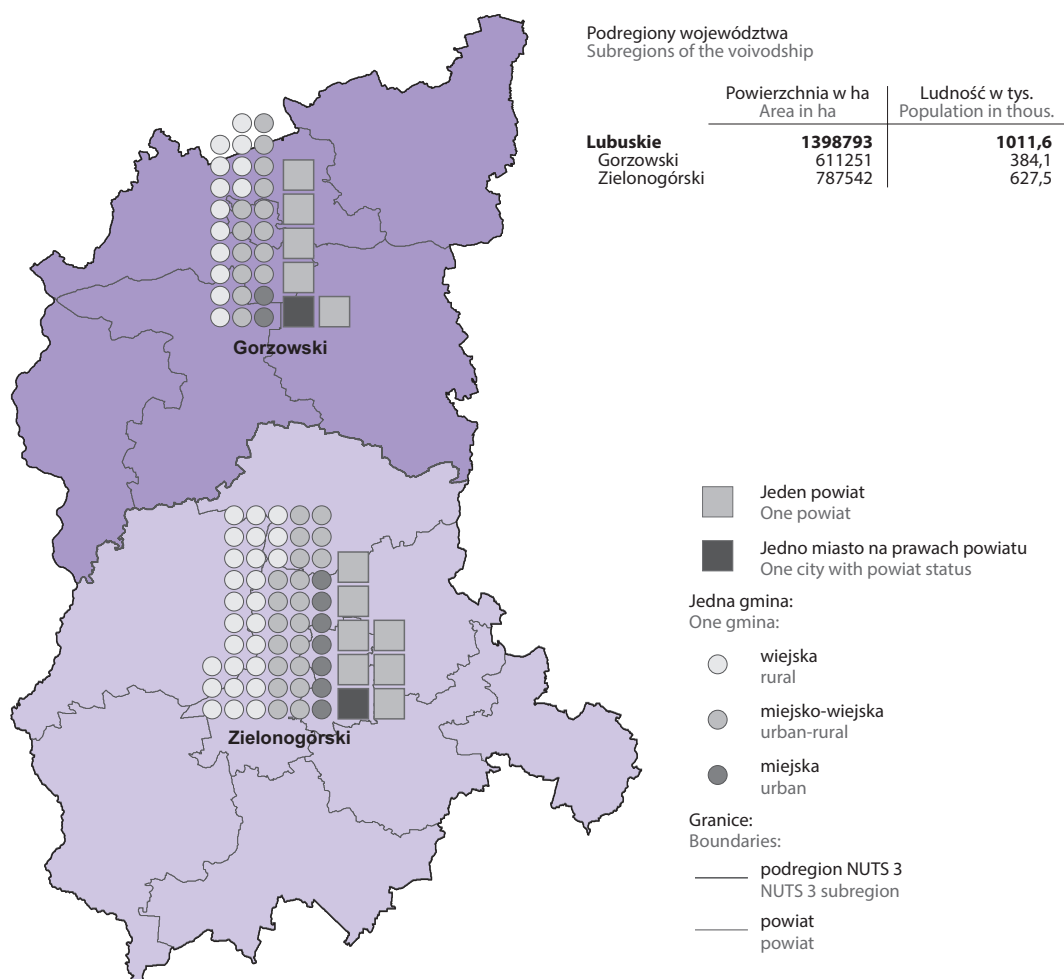 Podregiony województwa
Subregions of the voivodship
Powierzchnia w ha Ludność w tys.
Area in ha Population in thous.
Lubuskie 1398793 1011,6
Gorzowski 611251 384,1
Zielonogórski 787542 627,5
Gorzowski
Zielonogórski
Jeden powiat
One powiat
Jedno miasto na prawach powiatu
One city with powiat status
Jedna gmina:
One gmina:
wiejska
rural
miejsko-wiejska
urban-rural
miejska
urban
Granice:
Boundaries:
podregion NUTS 3
NUTS 3 subregion
powiat
powiat